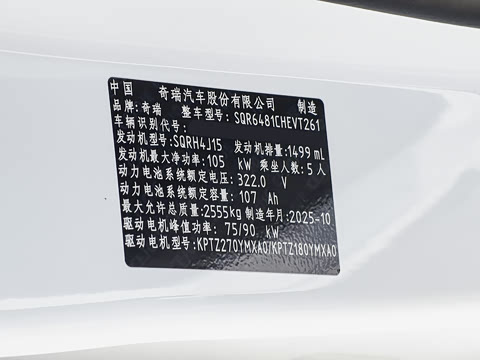 中国 奇瑞汽车股份有限公司 制造
品牌:奇瑞 整车型号:SQR6481CHEVT261
车辆识别代号:
发动机型号:SQRH4J15 发动机排量:1499 mL
发动机最大净功率:105 kW 乘坐人数:5 人
动力电池系统额定电压:322.0 V
动力电池系统额定容量:107 Ah
最大允许总质量:2555kg 制造年月:2025-10
驱动电机峰值功率:75/90 kW
驱动电机型号:KPTZ270YMXA0/KPTZ180YMXA0